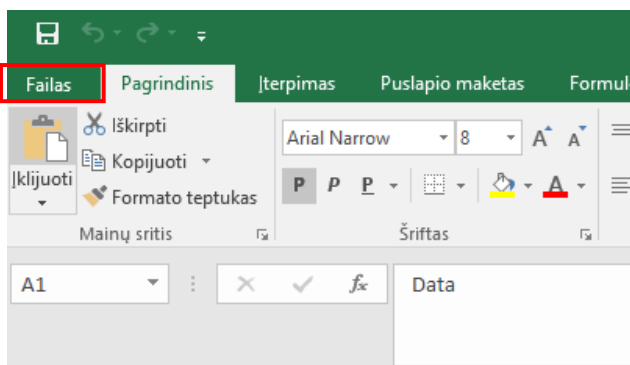 Failas Pagrindinis Įterpimas Puslapio maketas Formul
Iškirpti
Kopijuoti
Įklijuoti
Formato teptukas
Mainų sritis
Arial Narrow 8 A A
P P P A
Šriftas
A1 fx Data